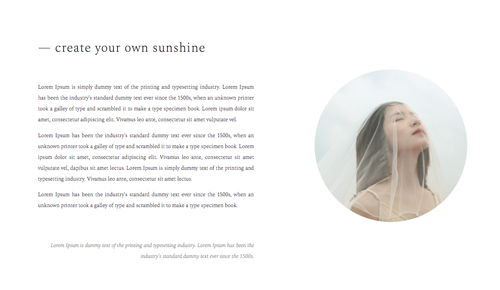 — create your own sunshine
Lorem Ipsum is simply dummy text of the printing and typesetting industry. Lorem Ipsum
has been the industry's standard dummy text ever since the 1500s, when an unknown printer
took a galley of type and scrambled it to make a type specimen book. Lorem ipsum dolor sit
amet, consectetur adipiscing elit. Vivamus leo ante, consectetur sit amet vulputate vel.
Lorem Ipsum has been the industry's standard dummy text ever since the 1500s, when an
unknown printer took a galley of type and scrambled it to make a type specimen book. Lorem
ipsum dolor sit amet, consectetur adipiscing elit. Vivamus leo ante, consectetur sit amet
vulputate vel, dapibus sit amet lectus. Lorem Ipsum is simply dummy text of the printing and
typesetting industry. Vivamus leo ante, consectetur sit amet lectus.
Lorem Ipsum has been the industry's standard dummy text ever since the 1500s, when an
unknown printer took a galley of type and scrambled it to make a type specimen book.
Lorem Ipsum is dummy text of the printing and typesetting industry. Lorem Ipsum has been the
industry's standard dummy text ever since the 1500s.